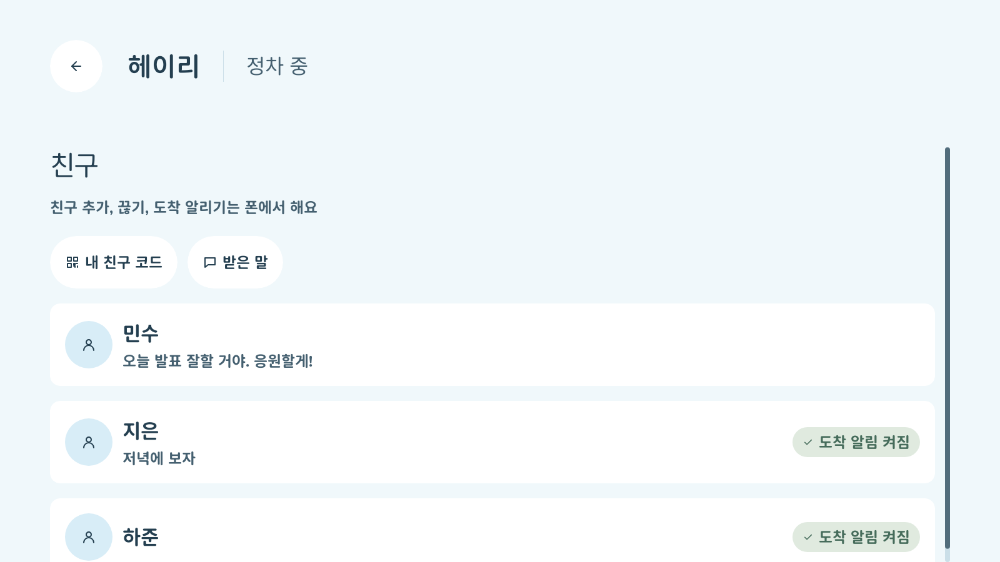 헤이리
정차 중
친구
친구 추가, 끊기, 도착 알리기는 폰에서 해요
내 친구 코드
받은 말
민수
오늘 발표 잘할 거야. 응원할게!
지은
저녁에 보자
도착 알림 켜짐
하준
도착 알림 켜짐